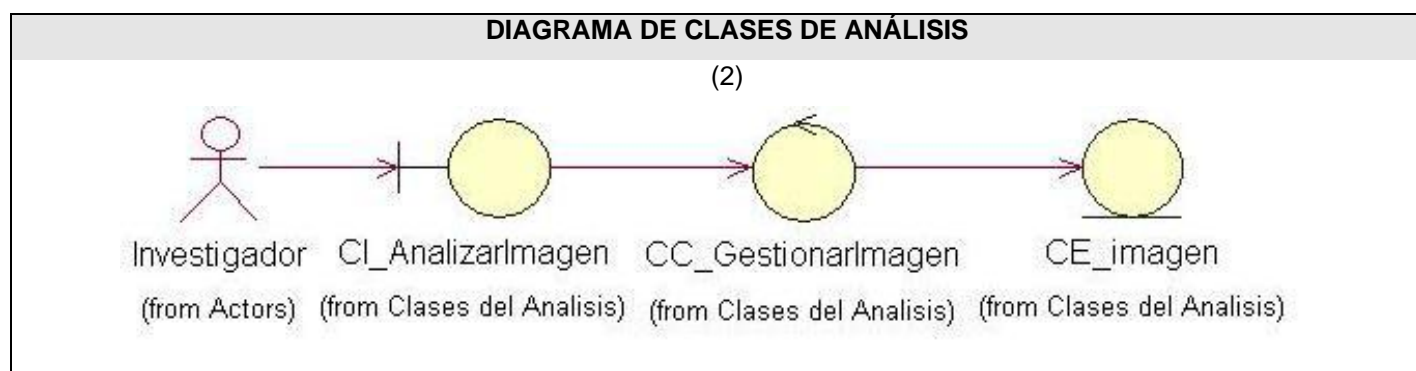 DIAGRAMA DE CLASES DE ANÁLISIS
(2)
Investigador CI_AnalizarImagen CC_GestionarImagen CE_imagen
(from Actors) (from Clases del Analisis) (from Clases del Analisis) (from Clases del Analisis)